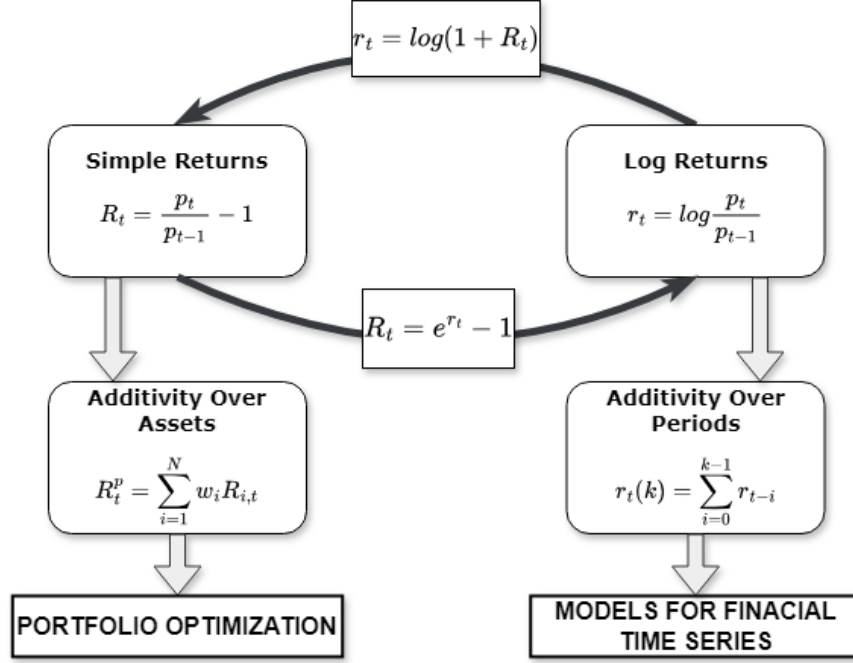 r_t = log(1 + R_t)
Simple Returns
R_t = p_t / p_{t-1} - 1
Log Returns
r_t = log p_t / p_{t-1}
R_t = e^{r_t} - 1
Additivity Over
Assets
R_t^p = \sum_{i=1}^{N} w_i R_{i,t}
Additivity Over
Periods
r_t(k) = \sum_{i=0}^{k-1} r_{t-i}
PORTFOLIO OPTIMIZATION
MODELS FOR FINACIAL
TIME SERIES